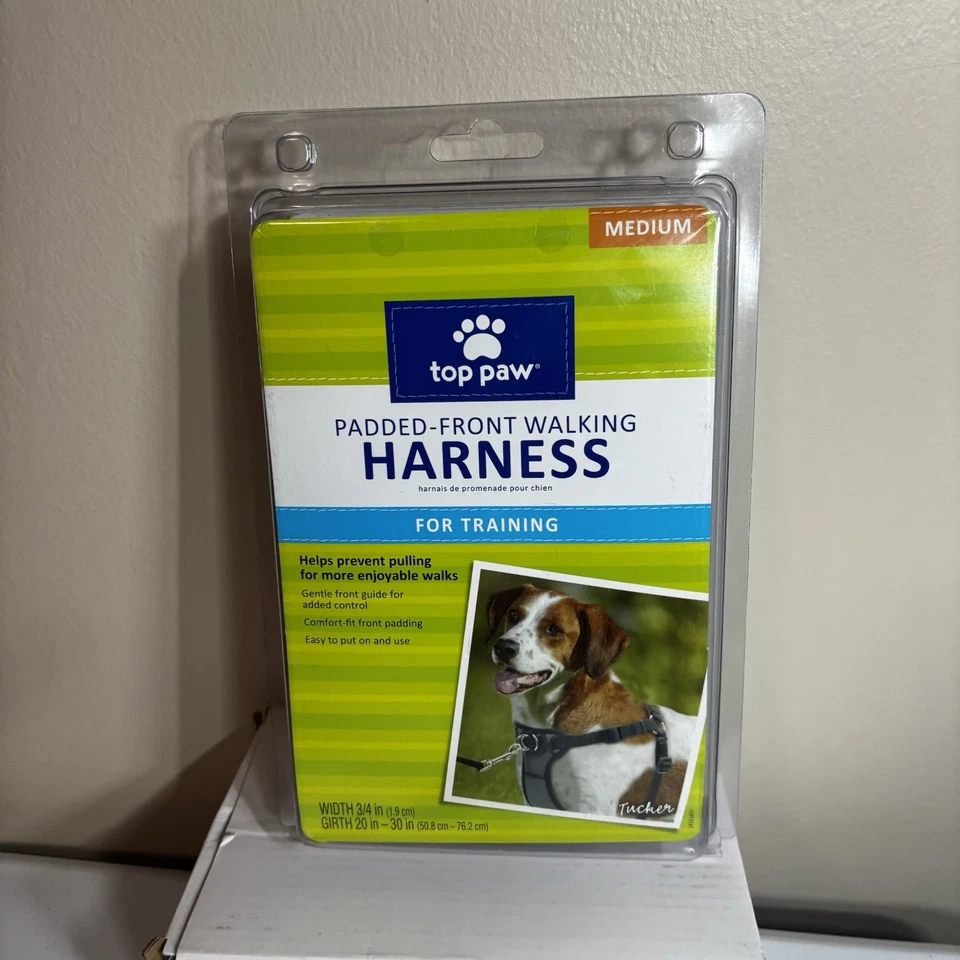 MEDIUM
top paw®
PADDED-FRONT WALKING
HARNESS
harnais de promenade pour chien
FOR TRAINING
Helps prevent pulling
for more enjoyable walks
Gentle front guide for
added control
Comfort-fit front padding
Easy to put on and use
Tucker
WIDTH 3/4 in (1.9 cm)
GIRTH 20 in – 30 in (50.8 cm – 76.2 cm)